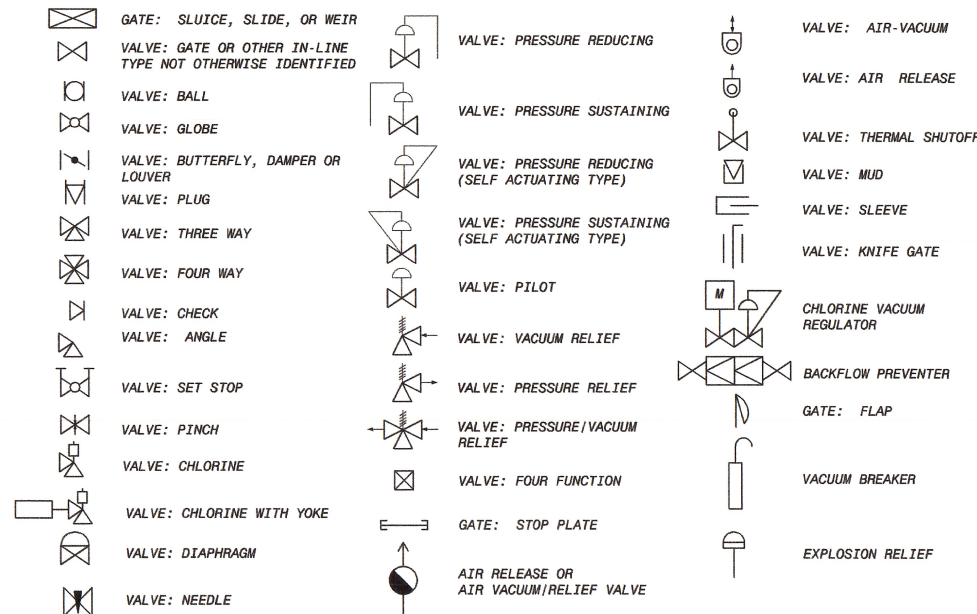 GATE: SLUICE, SLIDE, OR WEIR
VALVE: GATE OR OTHER IN-LINE
TYPE NOT OTHERWISE IDENTIFIED
VALVE: BALL
VALVE: GLOBE
VALVE: BUTTERFLY, DAMPER OR
LOUVER
VALVE: PLUG
VALVE: THREE WAY
VALVE: FOUR WAY
VALVE: CHECK
VALVE: ANGLE
VALVE: SET STOP
VALVE: PINCH
VALVE: CHLORINE
VALVE: CHLORINE WITH YOKE
VALVE: DIAPHRAGM
VALVE: NEEDLE
VALVE: PRESSURE REDUCING
VALVE: PRESSURE SUSTAINING
VALVE: PRESSURE REDUCING
(SELF ACTUATING TYPE)
VALVE: PRESSURE SUSTAINING
(SELF ACTUATING TYPE)
VALVE: PILOT
VALVE: VACUUM RELIEF
VALVE: PRESSURE RELIEF
VALVE: PRESSURE/VACUUM
RELIEF
VALVE: FOUR FUNCTION
GATE: STOP PLATE
AIR RELEASE OR
AIR VACUUM/RELIEF VALVE
VALVE: AIR-VACUUM
VALVE: AIR RELEASE
VALVE: THERMAL SHUTOFF
VALVE: MUD
VALVE: SLEEVE
VALVE: KNIFE GATE
M
CHLORINE VACUUM
REGULATOR
BACKFLOW PREVENTER
GATE: FLAP
VACUUM BREAKER
EXPLOSION RELIEF